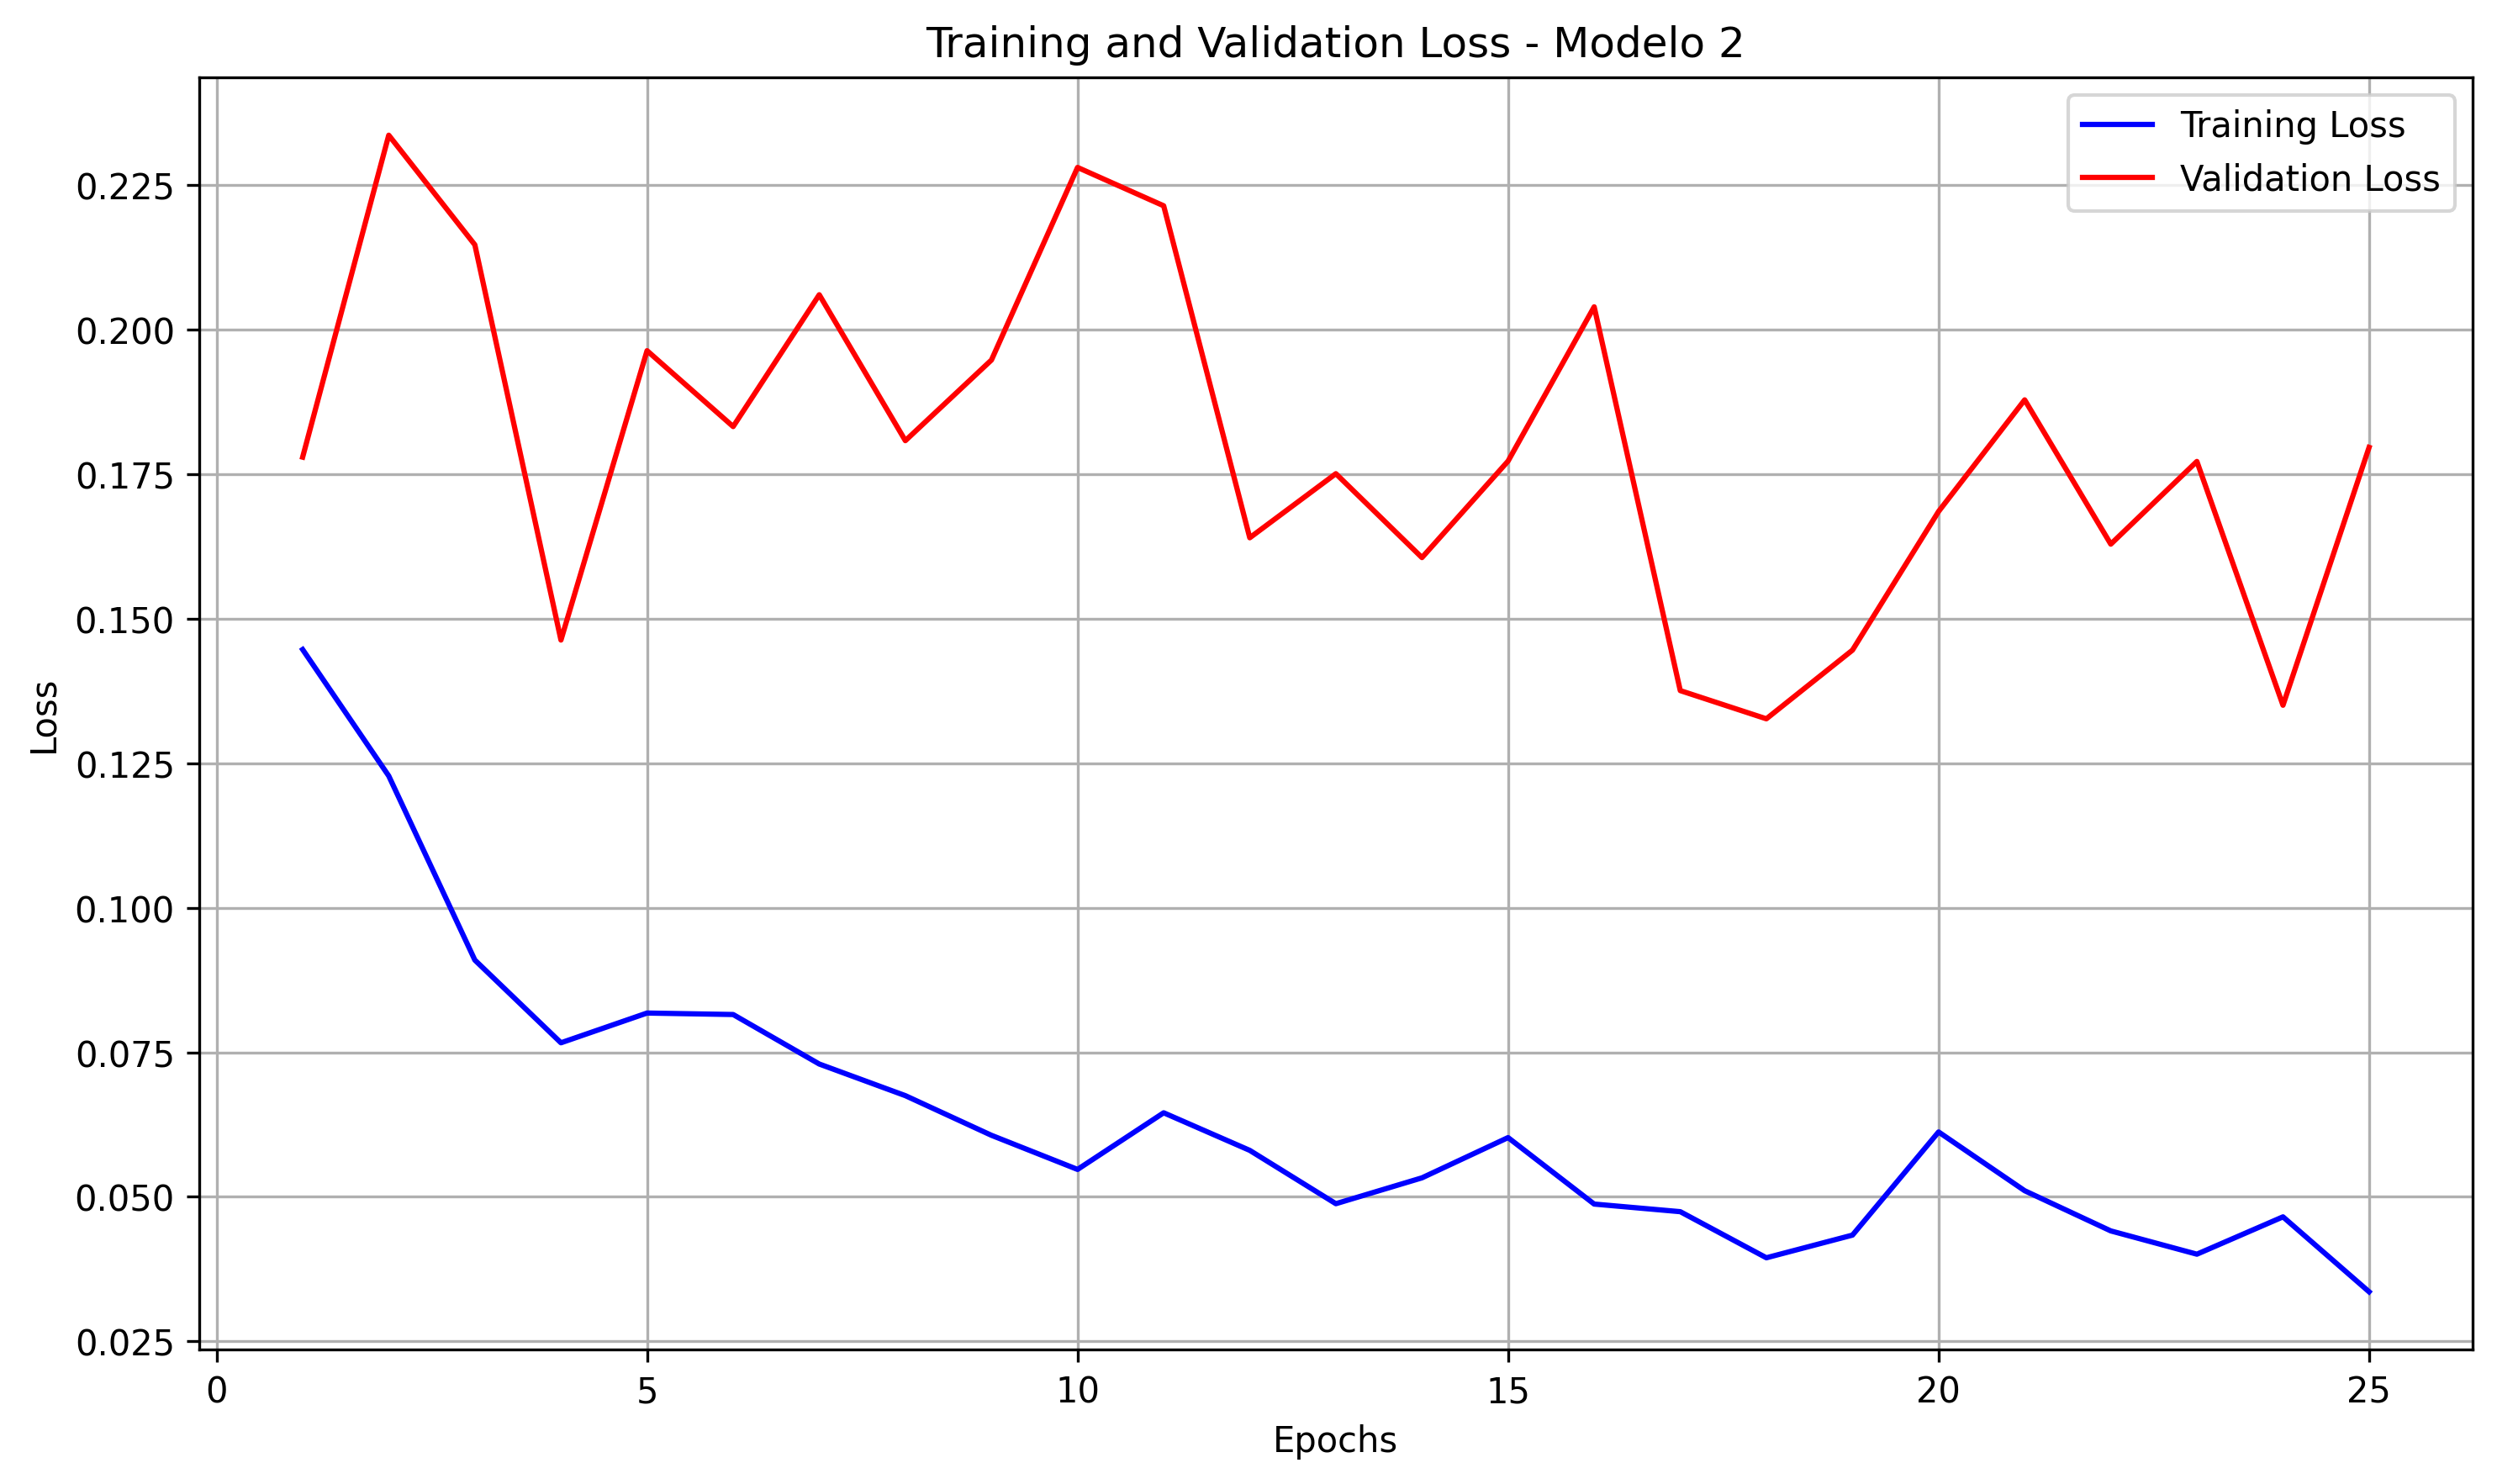 Training and Validation Loss - Modelo 2
Training Loss
Validation Loss
0.225
0.200
0.175
0.150
0.125
0.100
0.075
0.050
0.025
Loss
0 5 10 15 20 25
Epochs